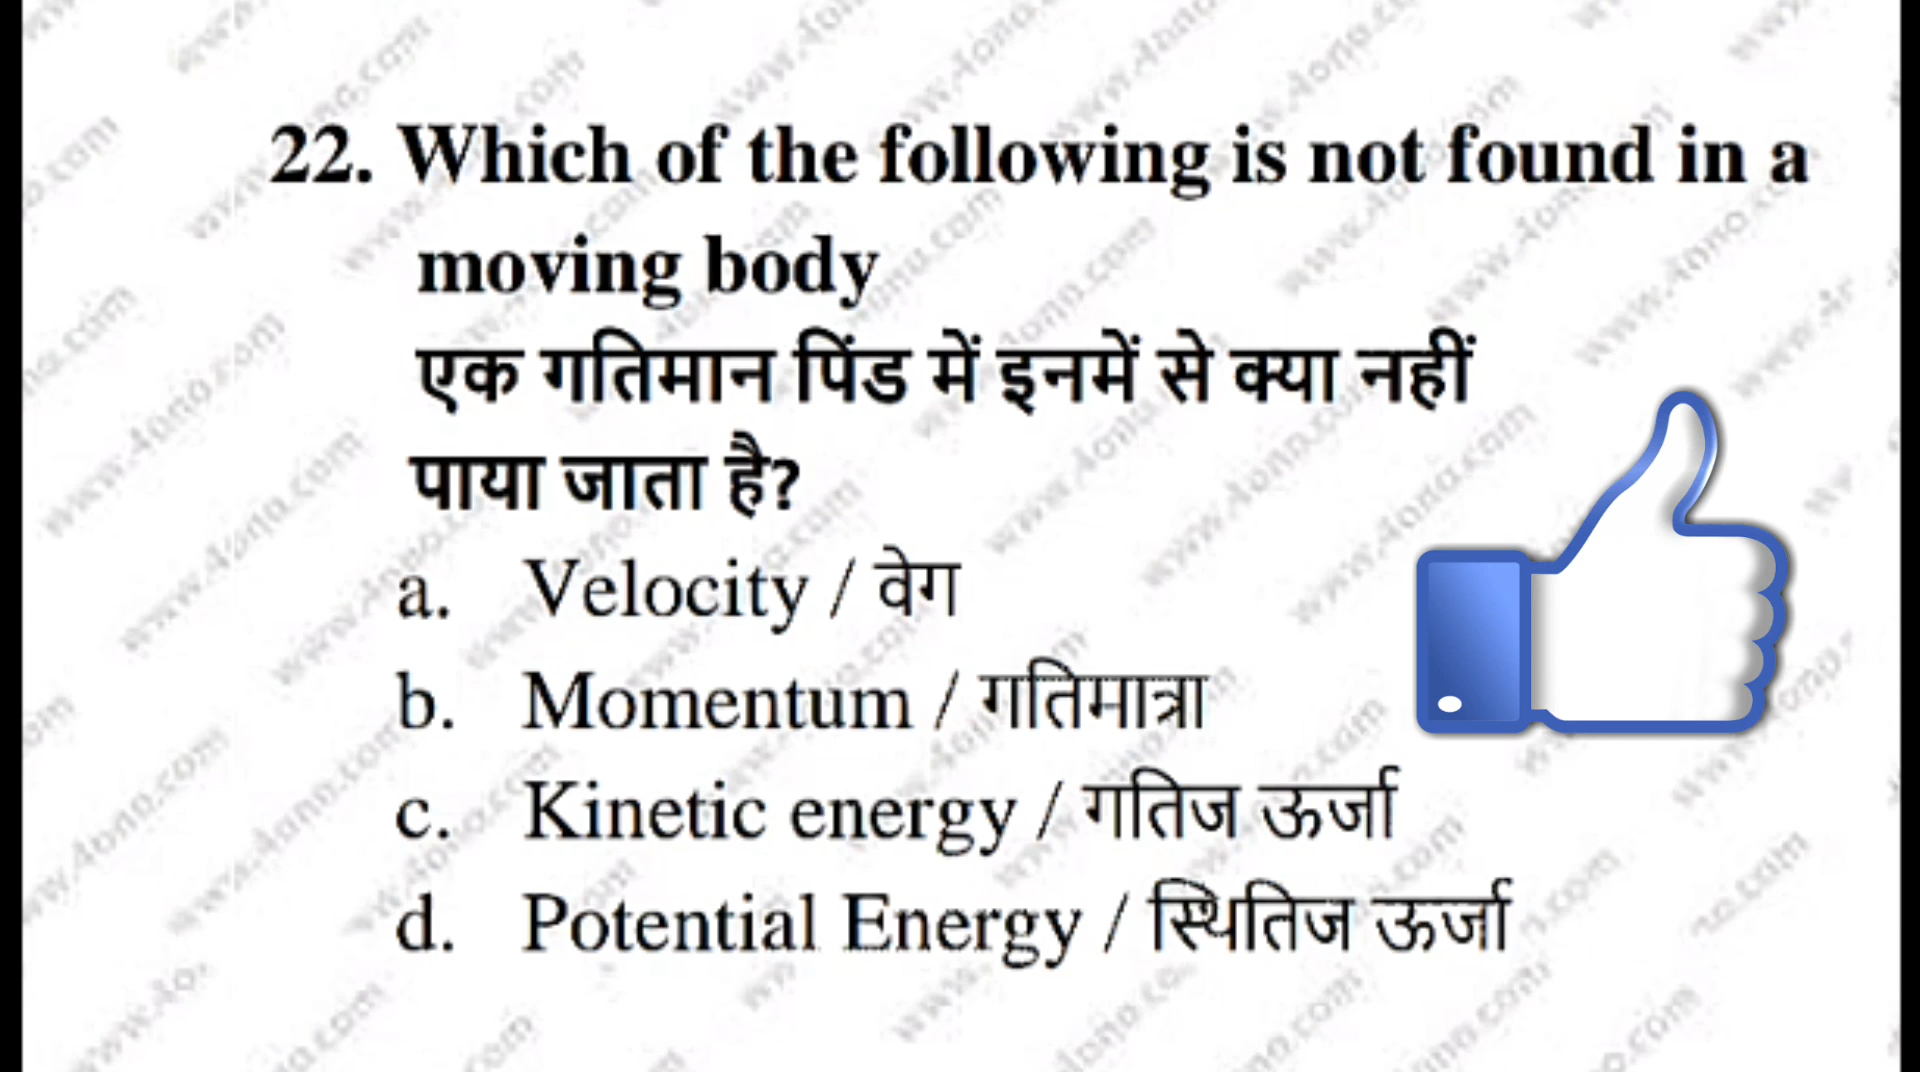 22. Which of the following is not found in a
moving body
एक गतिमान पिंड में इनमें से क्या नहीं
पाया जाता है?
a. Velocity / वेग
b. Momentum / गतिमात्रा
c. Kinetic energy / गतिज ऊर्जा
d. Potential Energy / स्थितिज ऊर्जा